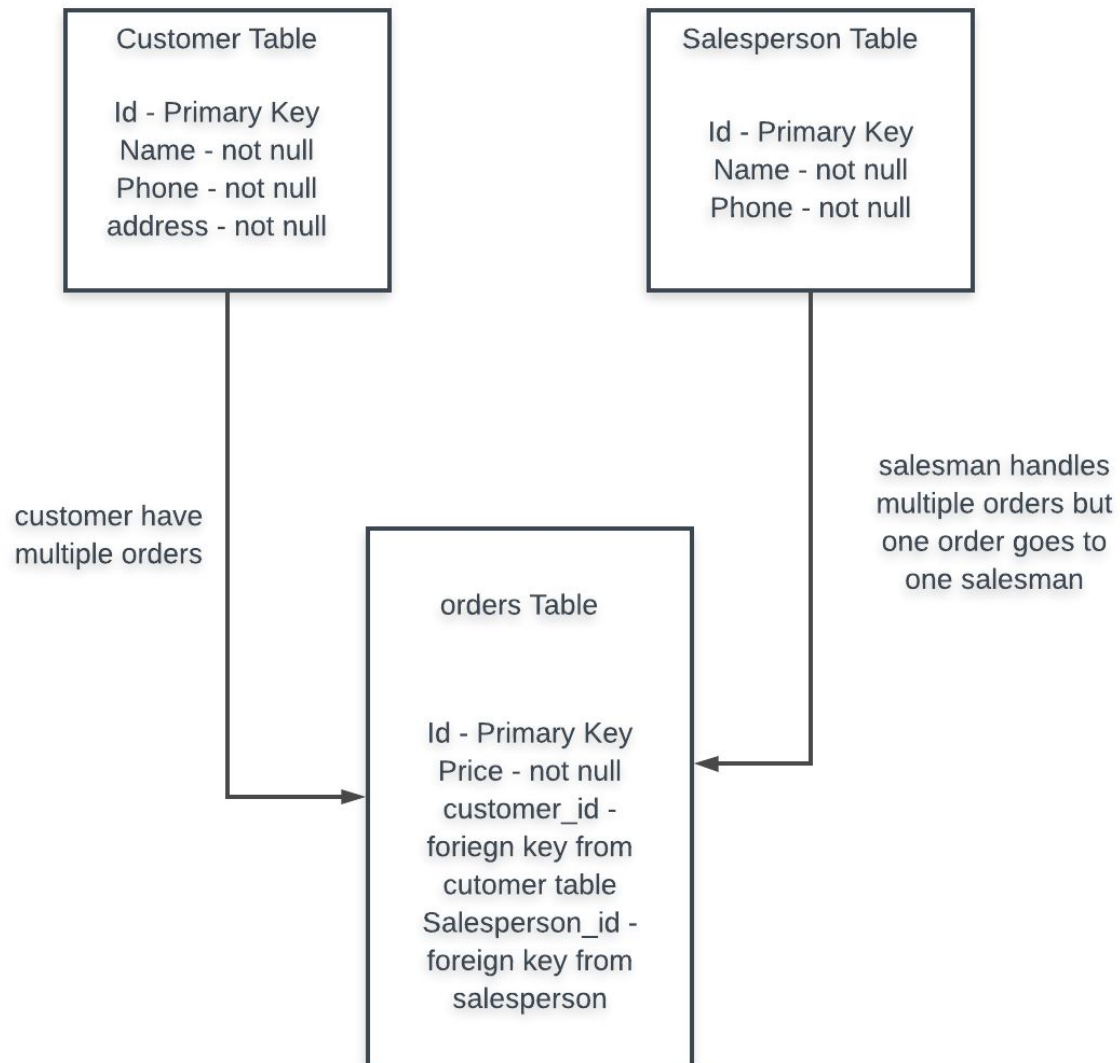 Customer Table
Id - Primary Key
Name - not null
Phone - not null
address - not null
Salesperson Table
Id - Primary Key
Name - not null
Phone - not null
customer have
multiple orders
salesman handles
multiple orders but
one order goes to
one salesman
orders Table
Id - Primary Key
Price - not null
customer_id -
foriegn key from
cutomer table
Salesperson_id -
foreign key from
salesperson